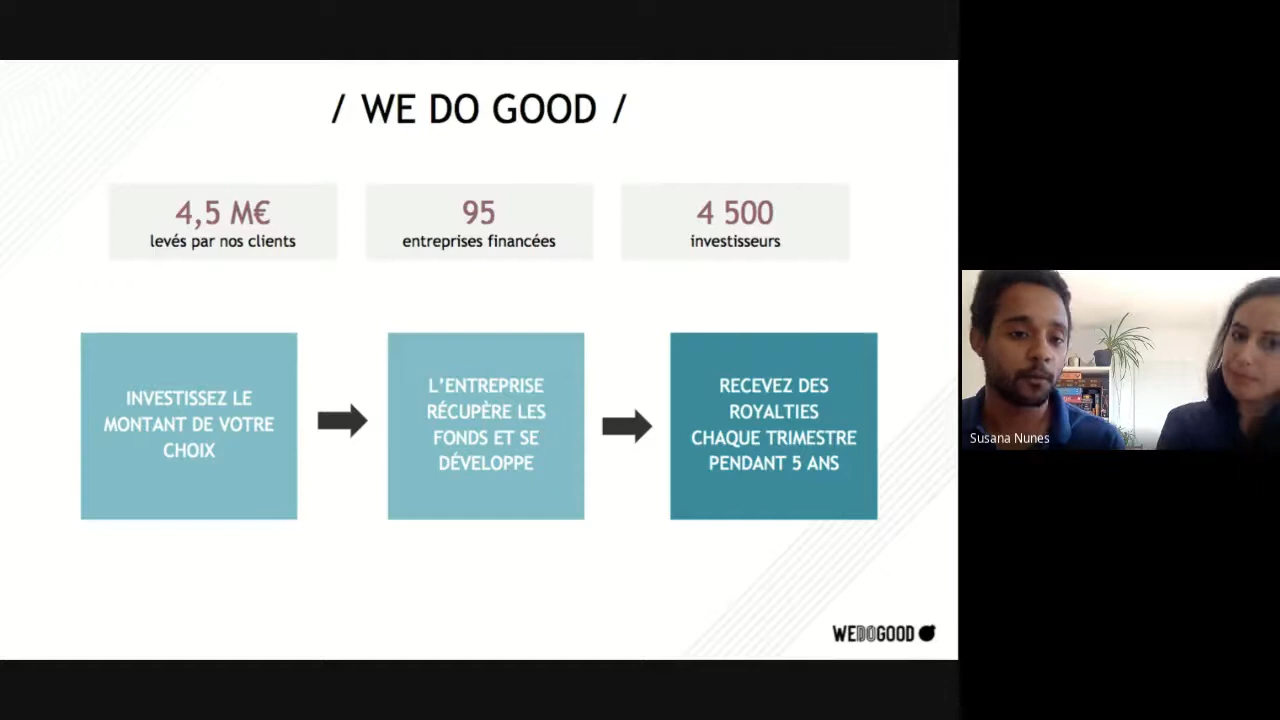 / WE DO GOOD /
4,5 M€
levés par nos clients
95
entreprises financées
4 500
investisseurs
INVESTISSEZ LE
MONTANT DE VOTRE
CHOIX
L'ENTREPRISE
RÉCUPÈRE LES
FONDS ET SE
DÉVELOPPE
RECEVEZ DES
ROYALTIES
CHAQUE TRIMESTRE
PENDANT 5 ANS
Susana Nunes
WEDOGOOD